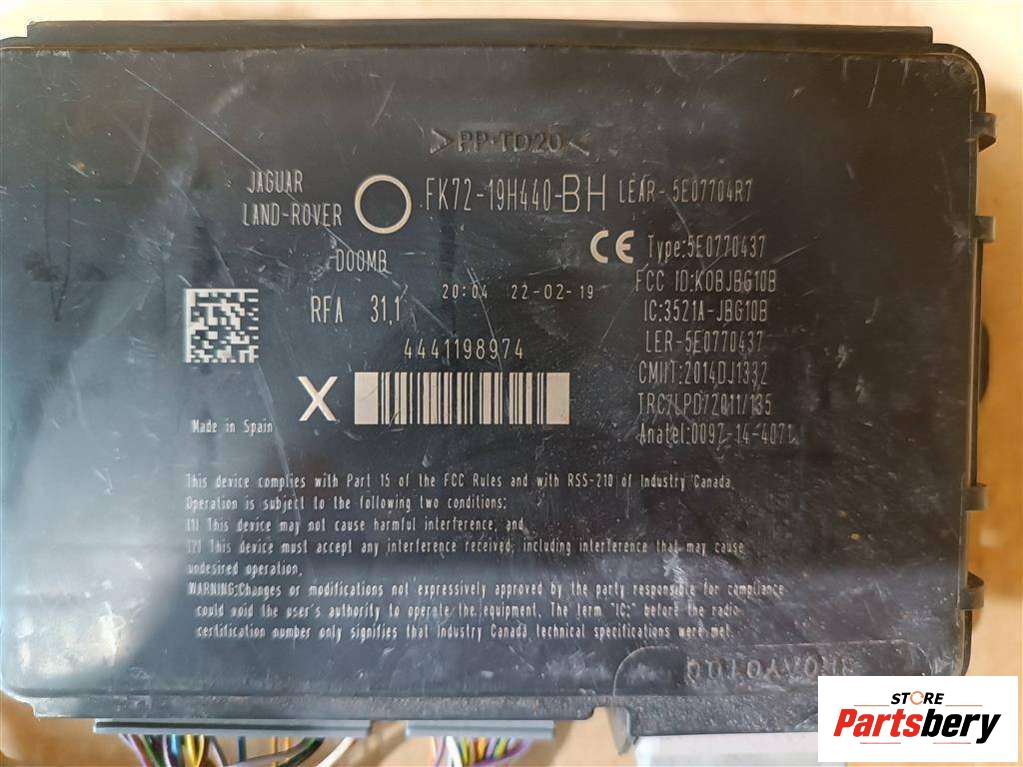 >PP-TD20<
JAGUAR
LAND-ROVER
FK72-19H440-BH
LEAR-5E07704R7
CE
Type:5E0770437
D00MB
FCC ID:KOBJBG10B
RFA 31,1
20:04 22-02-19
IC:3521A-JBG10B
LER-5E0770437
4441198974
CMIIT:2014DJ1332
X
TRC/LPD/2011/135
Made in Spain
Anatel:0097-14-4071
This device complies with Part 15 of the FCC Rules and with RSS-210 of Industry Canada.
Operation is subject to the following two conditions:
(1) This device may not cause harmful interference, and
(2) This device must accept any interference received, including interference that may cause
undesired operation.
WARNING:Changes or modifications not expressively approved by the party responsible for compliance
could void the user's authority to operate the equipment. The term "IC:" before the radio
certification number only signifies that Industry Canada technical specifications were met.
STORE
Partsbery